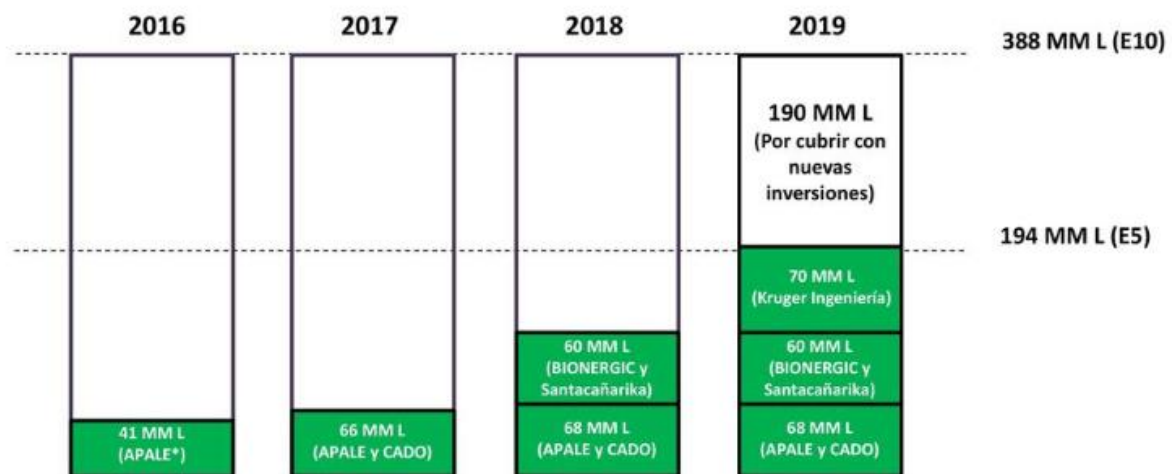 2016
2017
2018
2019
388 MM L (E10)
190 MM L
(Por cubrir con
nuevas
inversiones)
194 MM L (E5)
70 MM L
(Kruger Ingeniería)
60 MM L
(BIONERGIC y
Santacañarika)
60 MM L
(BIONERGIC y
Santacañarika)
41 MM L
(APALE*)
66 MM L
(APALE y CADO)
68 MM L
(APALE y CADO)
68 MM L
(APALE y CADO)